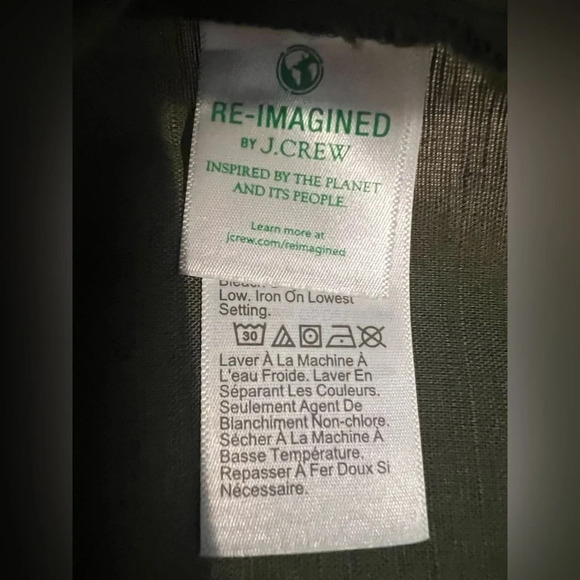 RE-IMAGINED
BY J.CREW
INSPIRED BY THE PLANET
AND ITS PEOPLE.
Learn more at
jcrew.com/reimagined
Low. Iron On Lowest
Setting.
30
Laver À La Machine À
L'eau Froide. Laver En
Séparant Les Couleurs.
Seulement Agent De
Blanchiment Non-chlore.
Sécher À La Machine À
Basse Température.
Repasser À Fer Doux Si
Nécessaire.